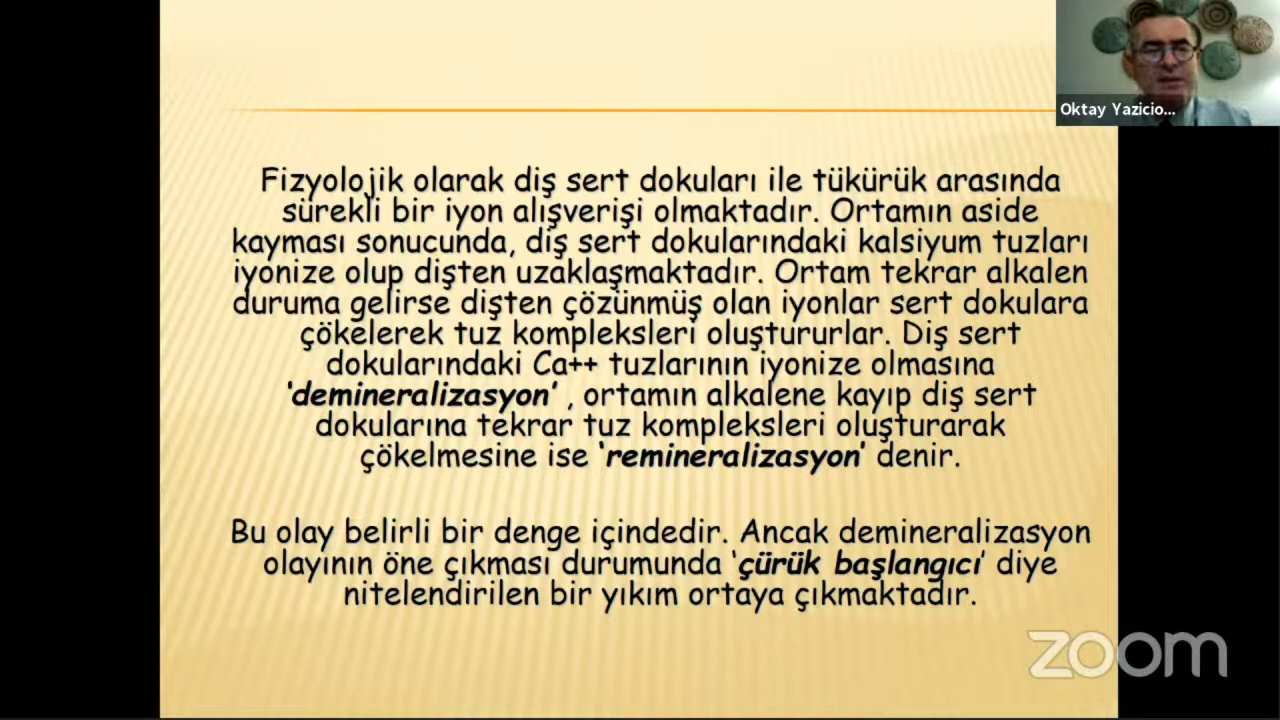 Oktay Yazicio...
Fizyolojik olarak diş sert dokuları ile tükürük arasında
sürekli bir iyon alışverişi olmaktadır. Ortamın aside
kayması sonucunda, diş sert dokularındaki kalsiyum tuzları
iyonize olup dişten uzaklaşmaktadır. Ortam tekrar alkalen
duruma gelirse dişten çözünmüş olan iyonlar sert dokulara
çökelerek tuz kompleksleri oluştururlar. Diş sert
dokularındaki Ca++ tuzlarının iyonize olmasına
'demineralizasyon' , ortamın alkalene kayıp diş sert
dokularına tekrar tuz kompleksleri oluşturarak
çökelmesine ise 'remineralizasyon' denir.
Bu olay belirli bir denge içindedir. Ancak demineralizasyon
olayının öne çıkması durumunda 'çürük başlangıcı' diye
nitelendirilen bir yıkım ortaya çıkmaktadır.
zoom